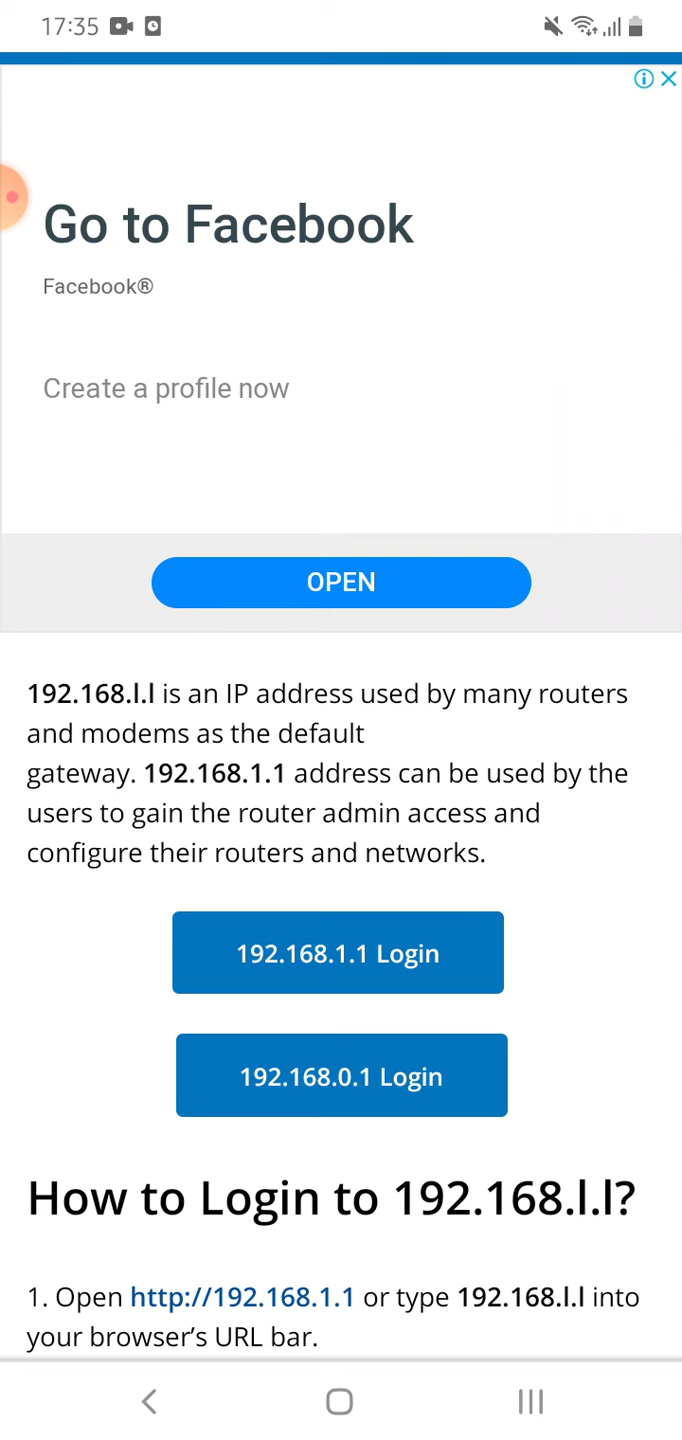 17:35
Go to Facebook
Facebook®
Create a profile now
OPEN
192.168.l.l is an IP address used by many routers
and modems as the default
gateway. 192.168.1.1 address can be used by the
users to gain the router admin access and
configure their routers and networks.
192.168.1.1 Login
192.168.0.1 Login
How to Login to 192.168.l.l?
1. Open http://192.168.1.1 or type 192.168.l.l into
your browser’s URL bar.